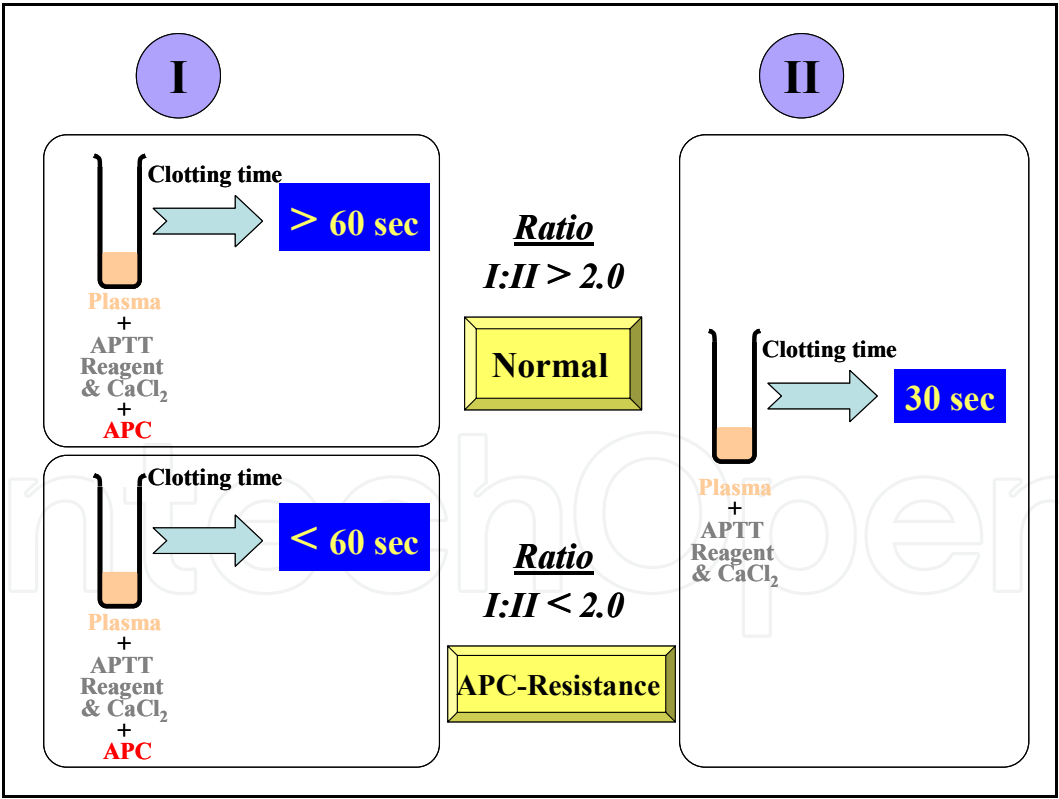 I
II
Clotting time
> 60 sec
Plasma
+
APTT
Reagent
& CaCl₂
+
APC
Ratio
I:II > 2.0
Normal
Clotting time
< 60 sec
Plasma
+
APTT
Reagent
& CaCl₂
+
APC
Ratio
I:II < 2.0
APC-Resistance
Clotting time
30 sec
Plasma
+
APTT
Reagent
& CaCl₂
ntechOpen